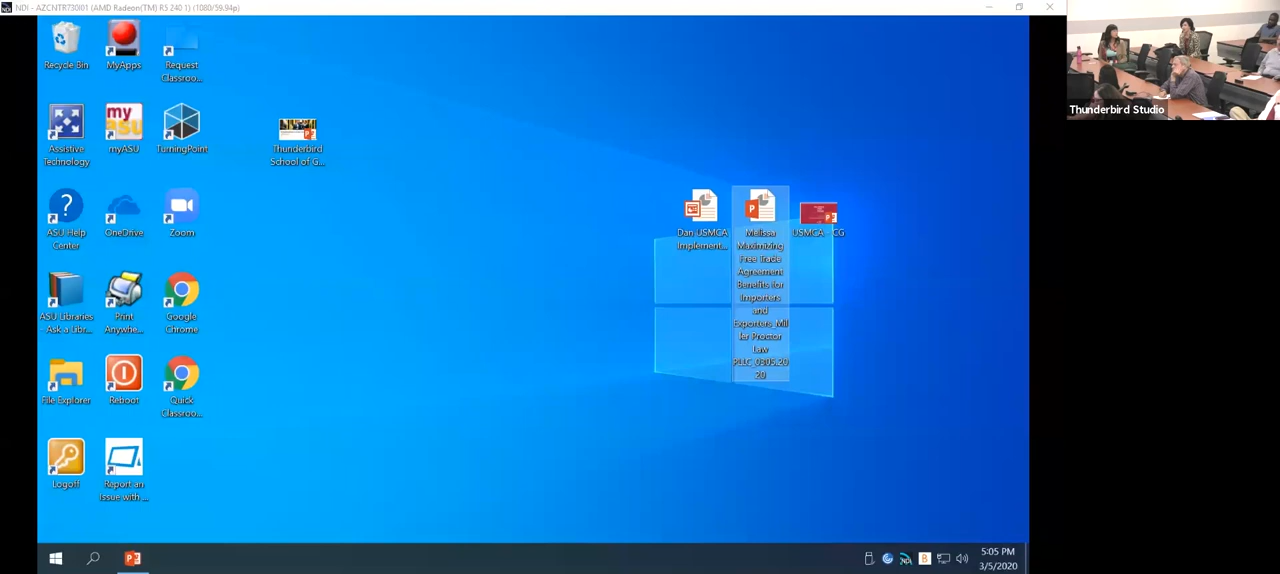 NDI - AZCNTR730I01 (AMD Radeon(TM) R5 240 1) (1080/59.94p)
Recycle Bin
MyApps
Request
Classroo...
Assistive
Technology
myASU
TurningPoint
Thunderbird
School of G...
ASU Help
Center
OneDrive
Zoom
Dan USMCA
Implement...
Melissa
Maximizing
Free Trade
Agreement
Benefits for
Importers
and
Exporters_Mil
ler Proctor
Law
PLLC_0305.20
20
USMCA - CG
ASU Libraries
- Ask a Libr...
Print
Anywhe...
Google
Chrome
File Explorer
Reboot
Quick
Classroo...
Logoff
Report an
Issue with ...
5:05 PM
3/5/2020
Thunderbird Studio